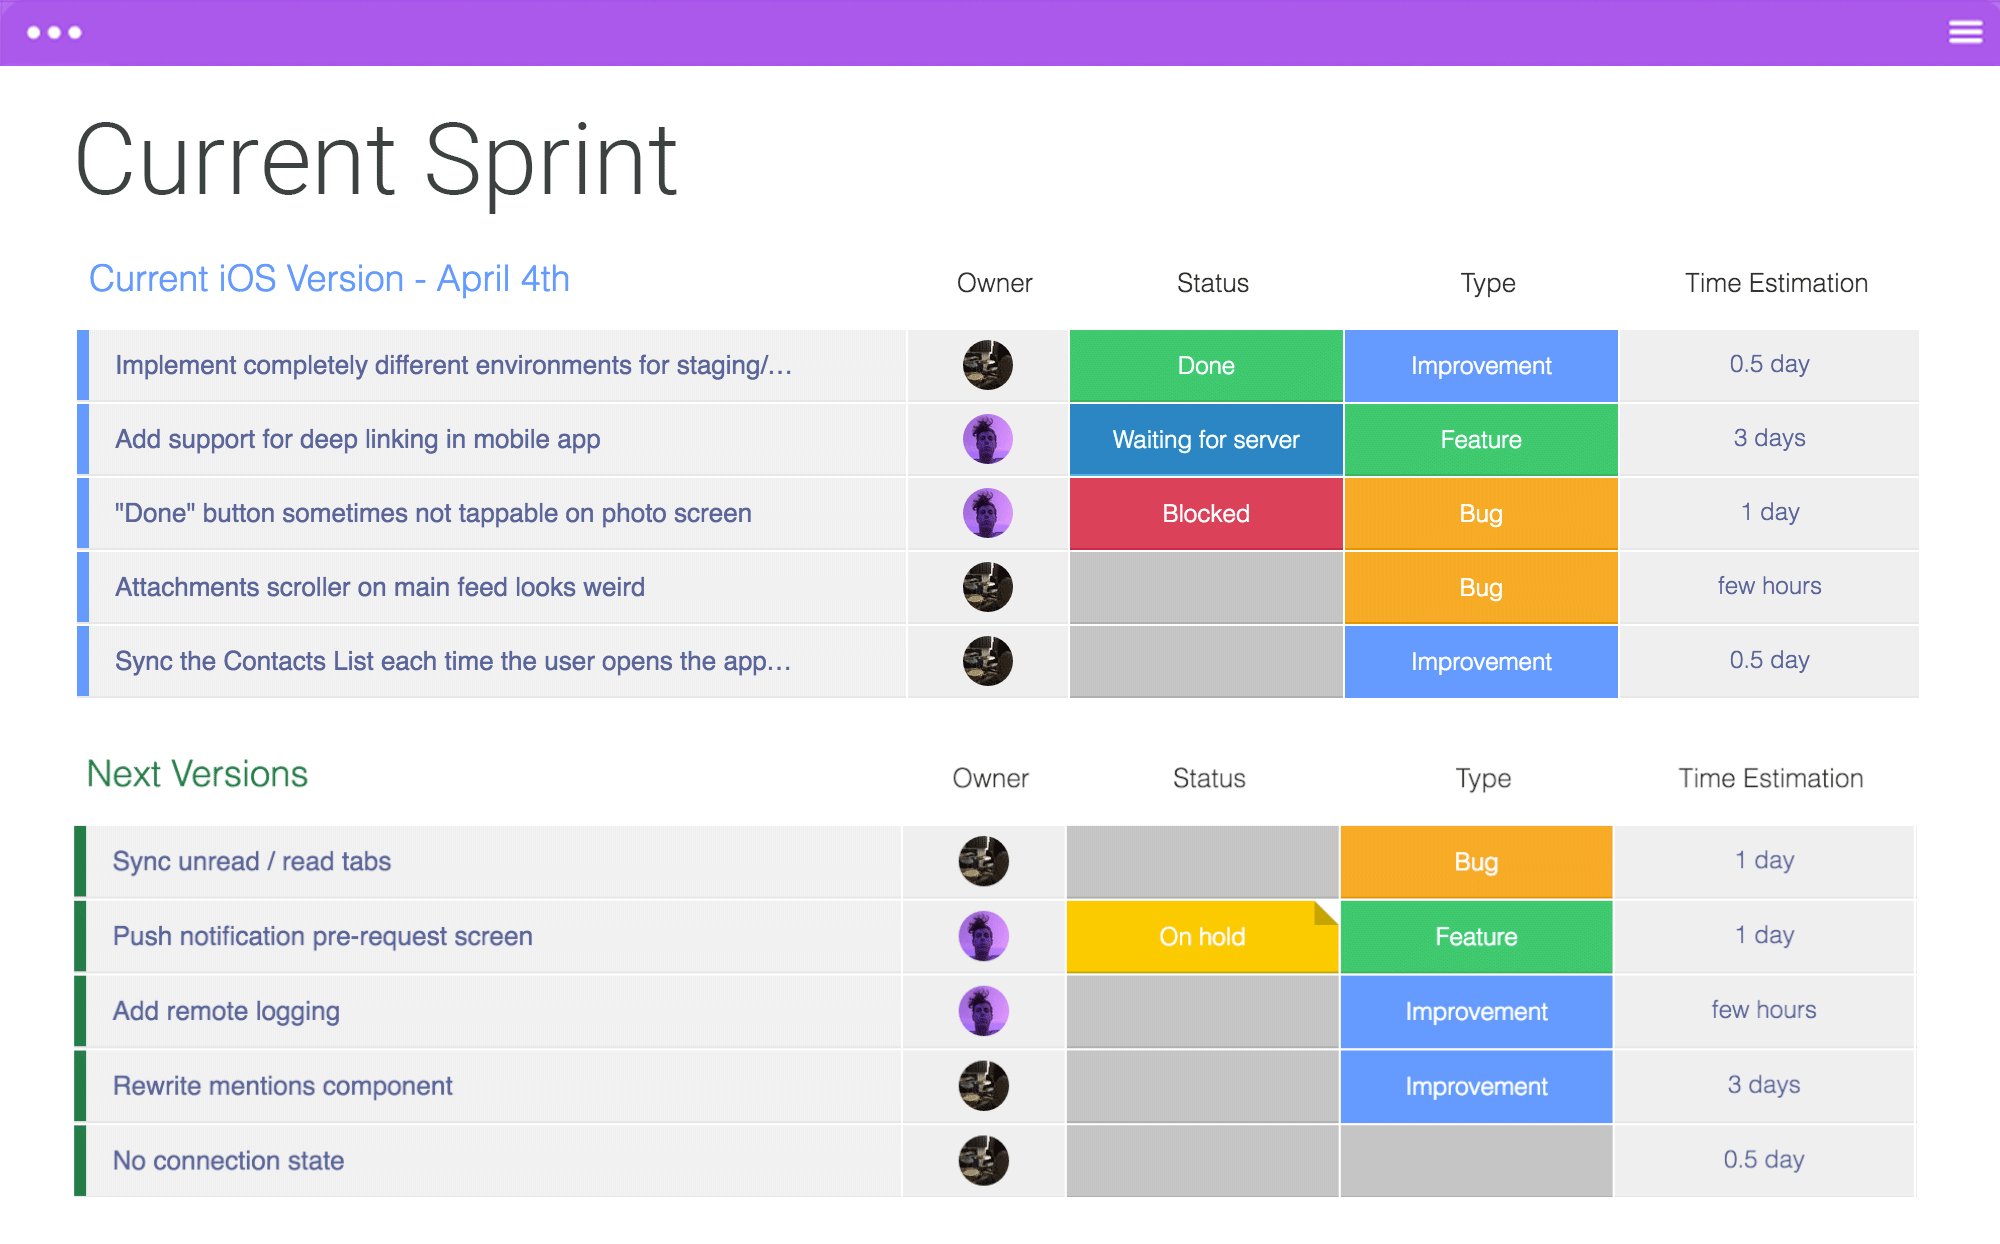 Current Sprint
Current iOS Version - April 4th Owner Status Type Time Estimation
Implement completely different environments for staging/... Done Improvement 0.5 day
Add support for deep linking in mobile app Waiting for server Feature 3 days
"Done" button sometimes not tappable on photo screen Blocked Bug 1 day
Attachments scroller on main feed looks weird Bug few hours
Sync the Contacts List each time the user opens the app... Improvement 0.5 day
Next Versions Owner Status Type Time Estimation
Sync unread / read tabs Bug 1 day
Push notification pre-request screen On hold Feature 1 day
Add remote logging Improvement few hours
Rewrite mentions component Improvement 3 days
No connection state 0.5 day